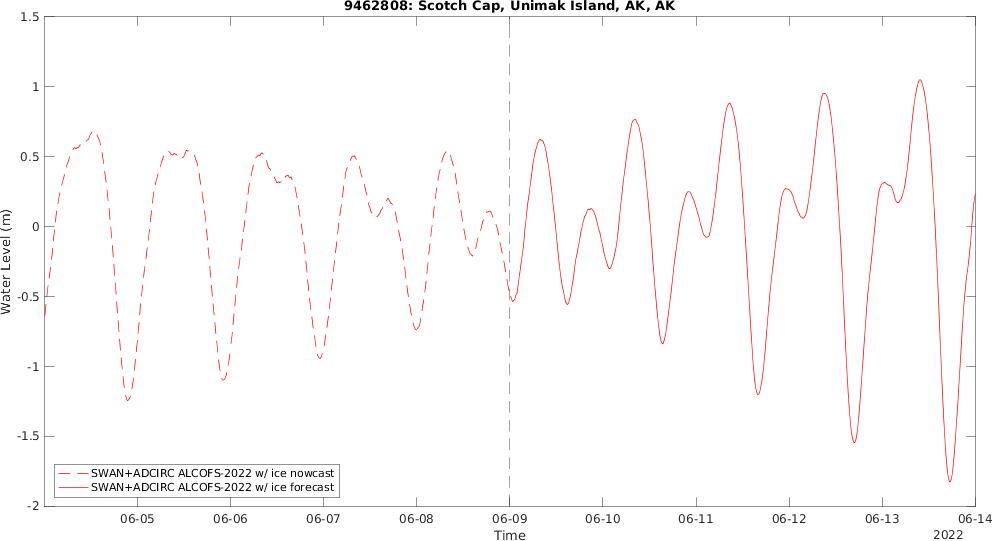 9462808: Scotch Cap, Unimak Island, AK, AK
1.5
1
0.5
0
-0.5
-1
-1.5
-2
Water Level (m)
SWAN+ADCIRC ALCOFS-2022 w/ ice nowcast
SWAN+ADCIRC ALCOFS-2022 w/ ice forecast
06-05 06-06 06-07 06-08 06-09 06-10 06-11 06-12 06-13 06-14
Time
2022